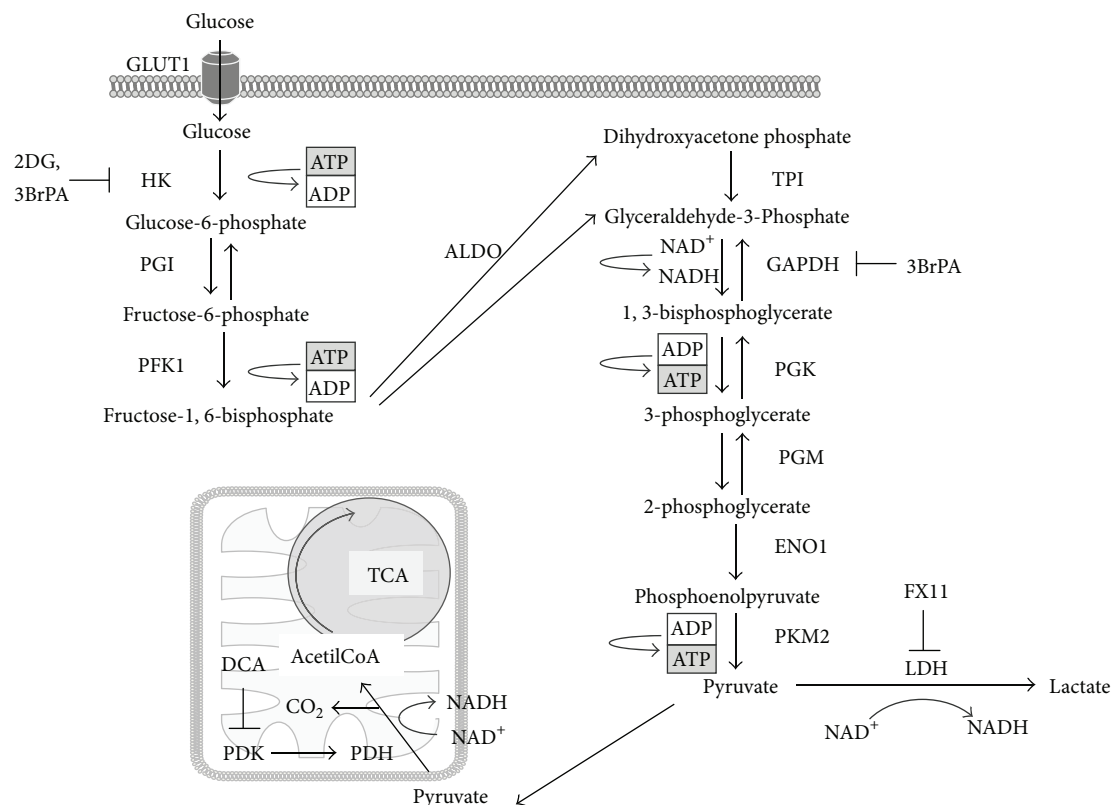 Glucose
GLUT1
Glucose
2DG,
3BrPA
HK
ATP
ADP
Glucose-6-phosphate
PGI
Fructose-6-phosphate
PFK1
ATP
ADP
Fructose-1, 6-bisphosphate
ALDO
Dihydroxyacetone phosphate
TPI
Glyceraldehyde-3-Phosphate
NAD⁺
NADH
GAPDH
3BrPA
1, 3-bisphosphoglycerate
ADP
ATP
PGK
3-phosphoglycerate
PGM
2-phosphoglycerate
ENO1
Phosphoenolpyruvate
ADP
ATP
PKM2
Pyruvate
FX11
LDH
Lactate
NAD⁺
NADH
TCA
AcetilCoA
DCA
CO₂
NADH
NAD⁺
PDK
PDH
Pyruvate